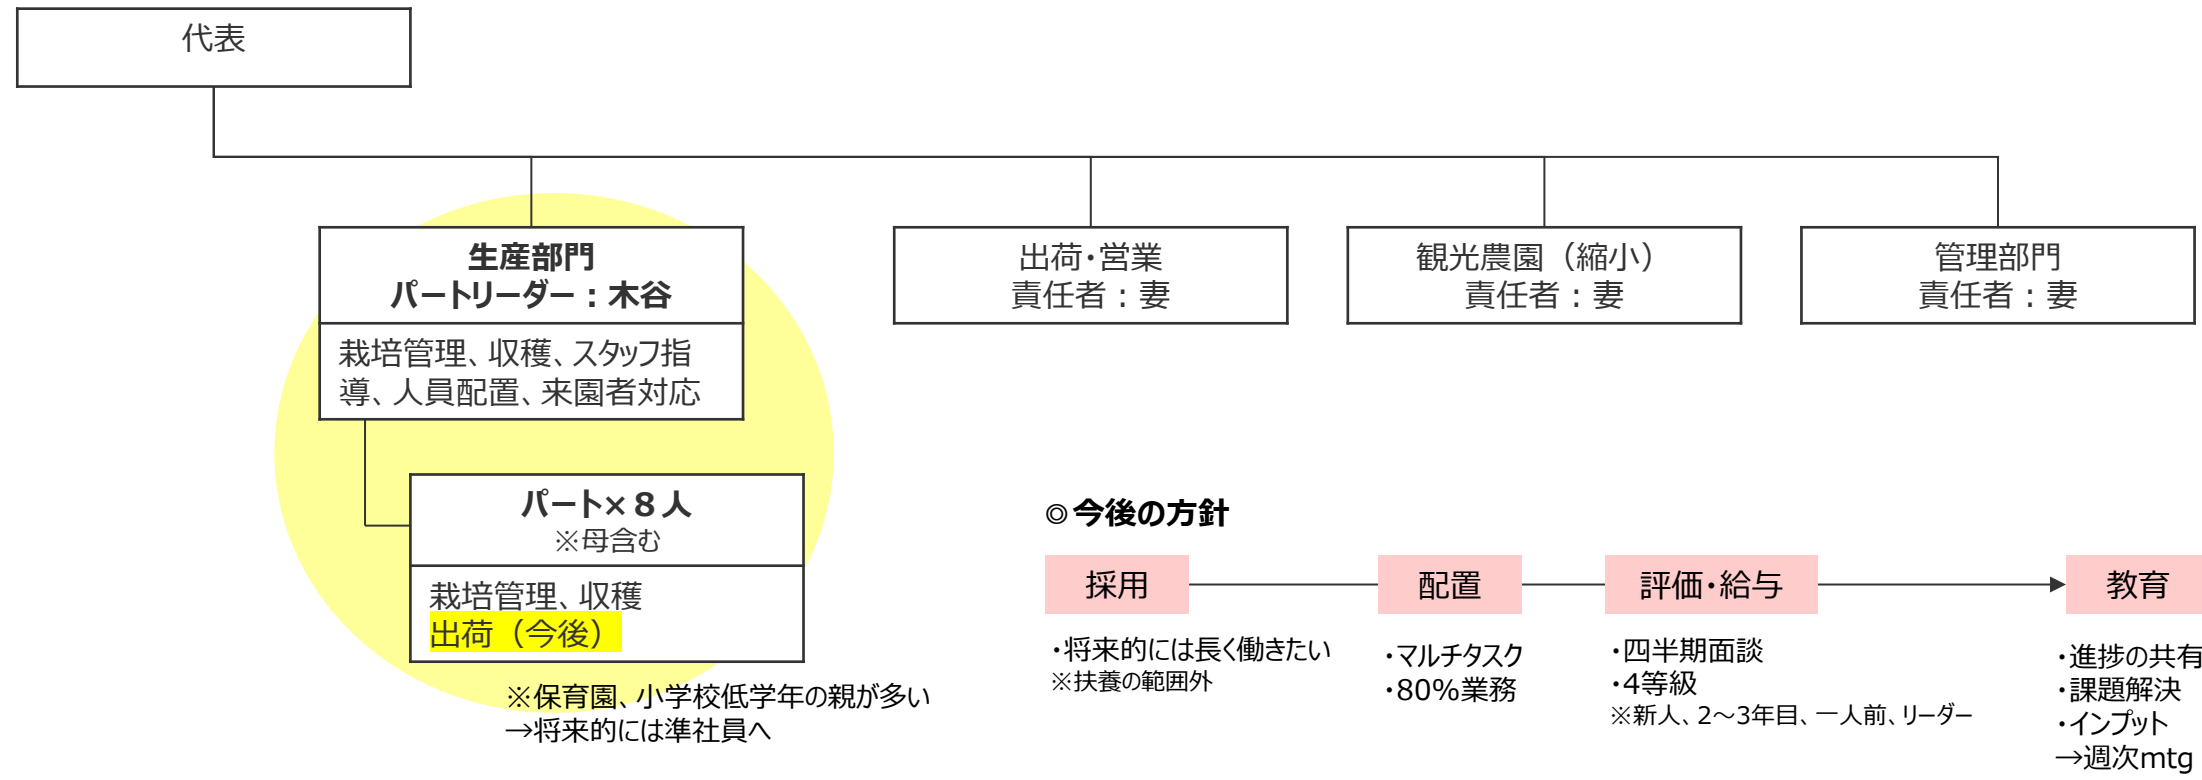 代表
生産部門
パートリーダー：木谷
栽培管理、収穫、スタッフ指
導、人員配置、来園者対応
出荷・営業
責任者：妻
観光農園（縮小）
責任者：妻
管理部門
責任者：妻
パート×８人
※母含む
栽培管理、収穫
出荷（今後）
※保育園、小学校低学年の親が多い
→将来的には準社員へ
◎今後の方針
採用
配置
評価・給与
教育
・将来的には長く働きたい
※扶養の範囲外
・マルチタスク
・80%業務
・四半期面談
・4等級
※新人、2～3年目、一人前、リーダー
・進捗の共有
・課題解決
・インプット
→週次mtg